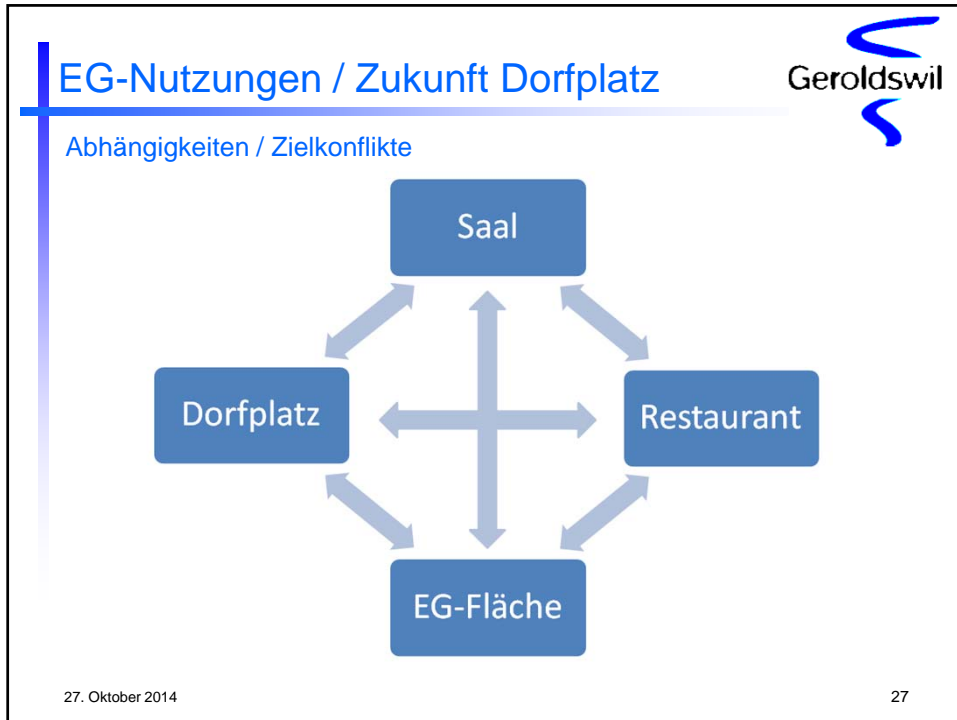 EG-Nutzungen / Zukunft Dorfplatz
Geroldswil
Abhängigkeiten / Zielkonflikte
Saal
Dorfplatz
Restaurant
EG-Fläche
27. Oktober 2014
27